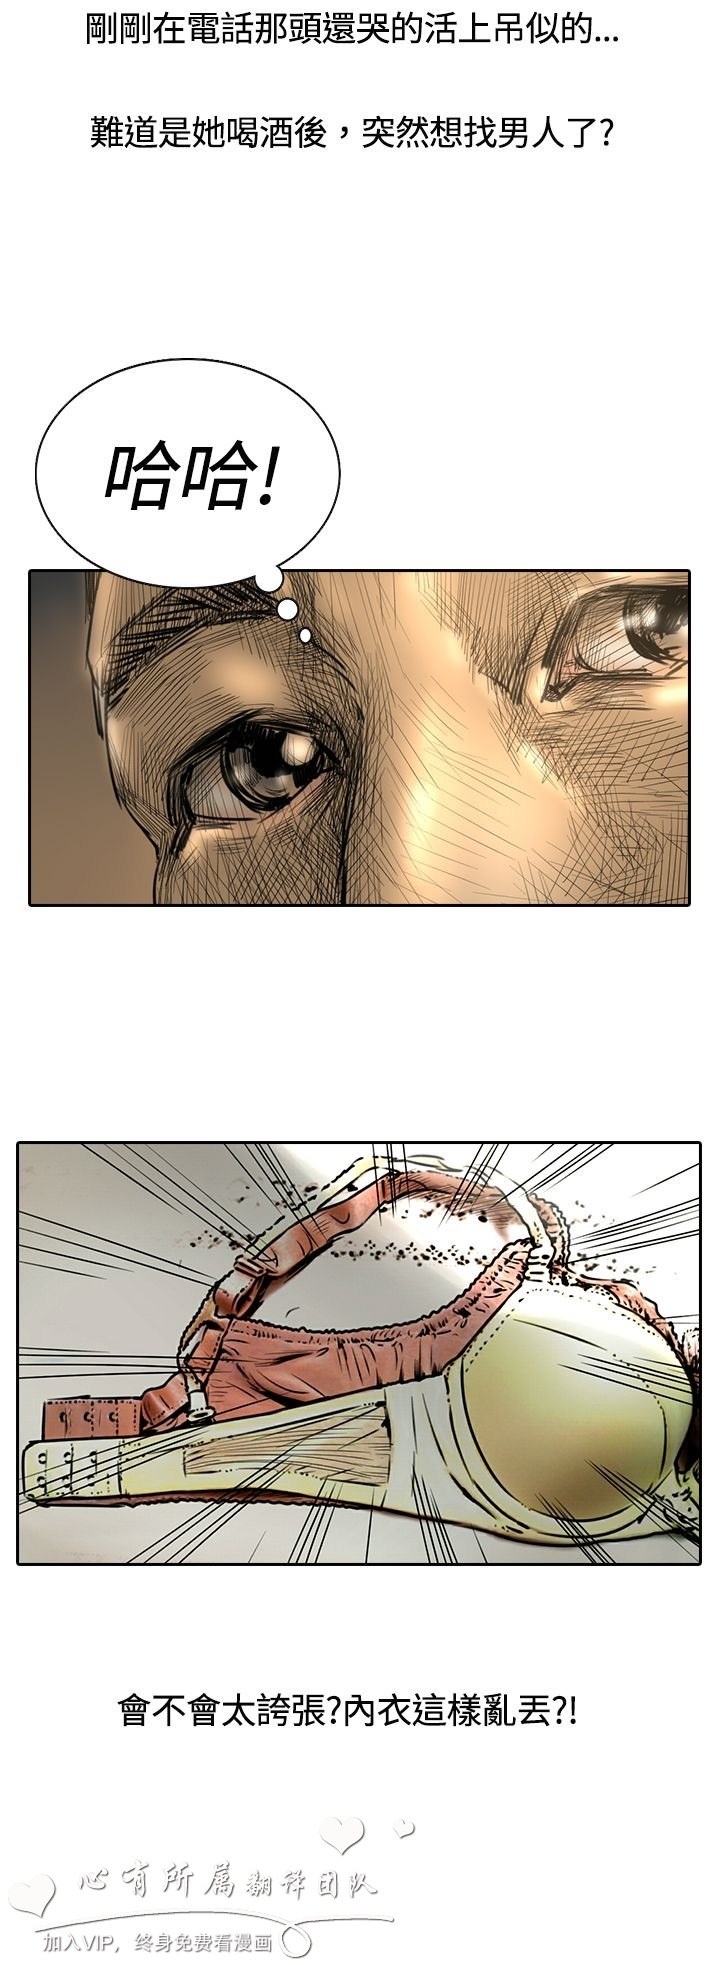 剛剛在電話那頭還哭的活上吊似的...
難道是她喝酒後，突然想找男人了?
哈哈!
會不會太誇張?內衣這樣亂丟?!
心有所属翻译团队
加入VIP，终身免费看漫画